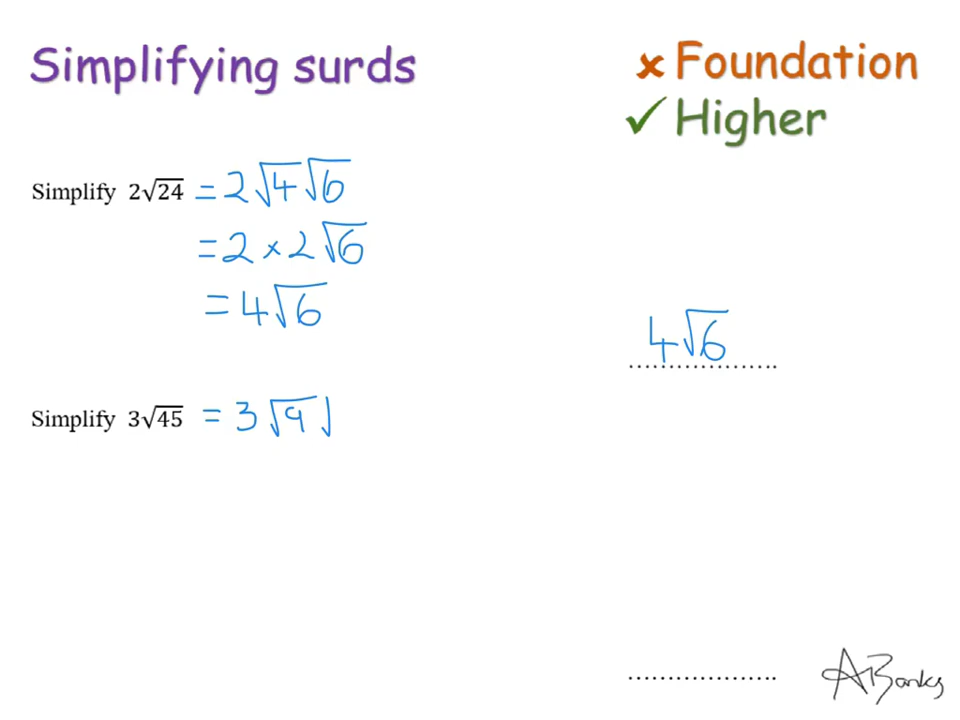 Simplifying surds
✗ Foundation
✓ Higher
Simplify 2√24 = 2√4√6
= 2 × 2√6
= 4√6
4√6
....................
Simplify 3√45 = 3√9√
....................
ABanks